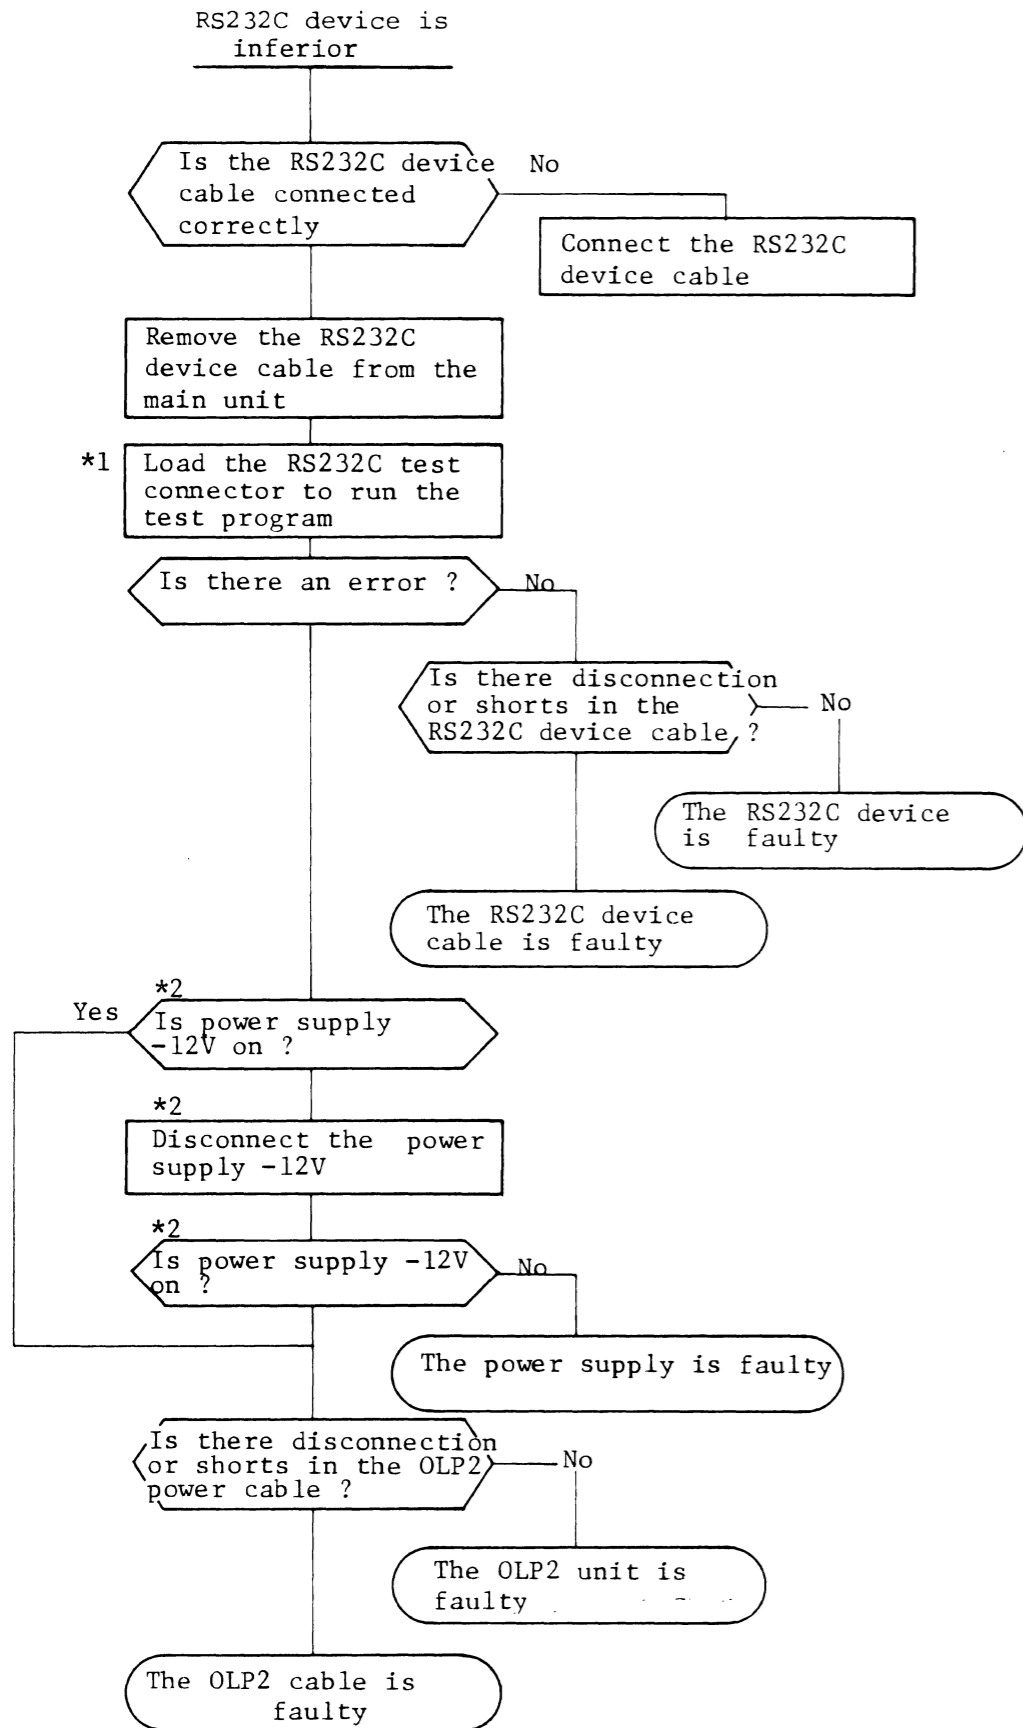 RS232C device is
inferior
Is the RS232C device
cable connected
correctly
No
Connect the RS232C
device cable
Remove the RS232C
device cable from the
main unit
*1
Load the RS232C test
connector to run the
test program
Is there an error ?
No
Is there disconnection
or shorts in the
RS232C device cable ?
No
The RS232C device
is faulty
The RS232C device
cable is faulty
*2
Yes
Is power supply
-12V on ?
*2
Disconnect the power
supply -12V
*2
Is power supply -12V
on ?
No
The power supply is faulty
Is there disconnection
or shorts in the OLP2
power cable ?
No
The OLP2 unit is
faulty
The OLP2 cable is
faulty